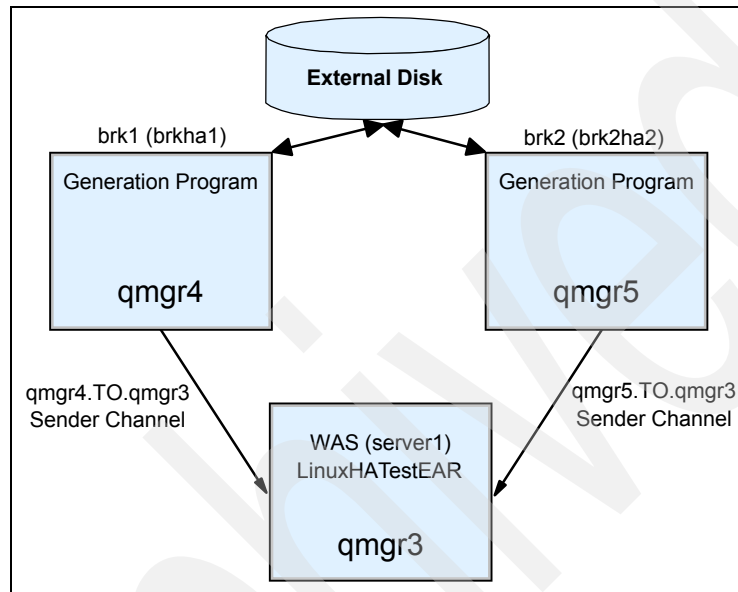 External Disk
brk1 (brkha1)
brk2 (brk2ha2)
Generation Program
qmgr4
Generation Program
qmgr5
qmgr4.TO.qmgr3
Sender Channel
qmgr5.TO.qmgr3
Sender Channel
WAS (server1)
LinuxHATestEAR
qmgr3